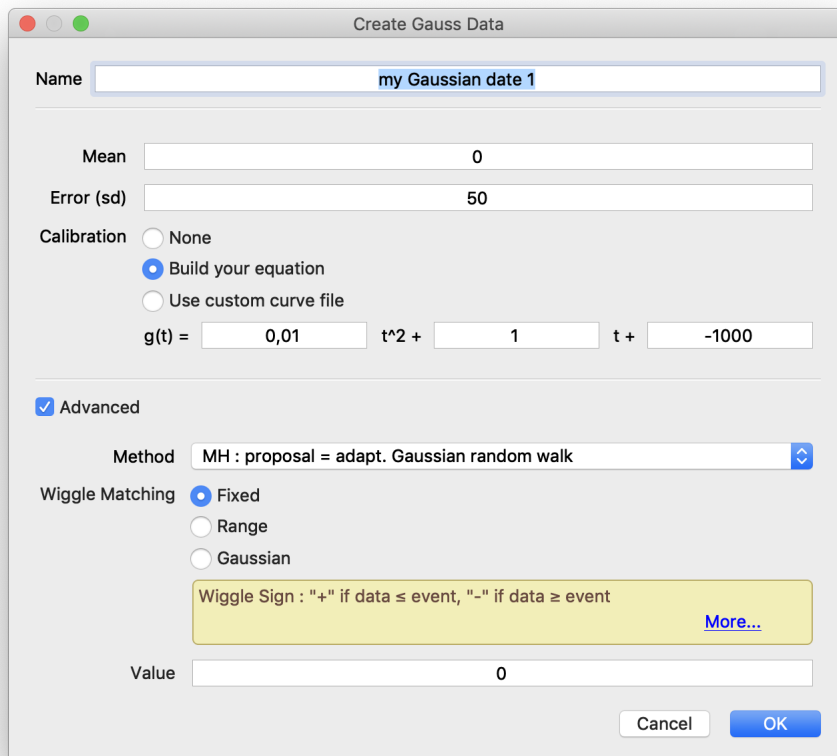 Create Gauss Data
Name my Gaussian date 1
Mean 0
Error (sd) 50
Calibration None
Build your equation
Use custom curve file
g(t) = 0,01 t^2 + 1 t + -1000
Advanced
Method MH : proposal = adapt. Gaussian random walk
Wiggle Matching Fixed
Range
Gaussian
Wiggle Sign : "+" if data ≤ event, "-" if data ≥ event
More...
Value 0
Cancel OK